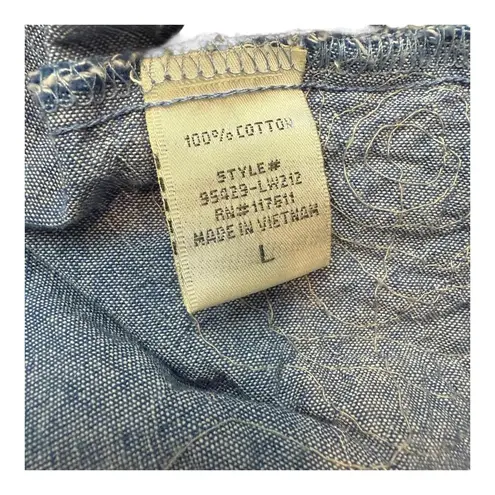 100% COTTON
STYLE#
95429-LW212
RN#117611
MADE IN VIETNAM
L